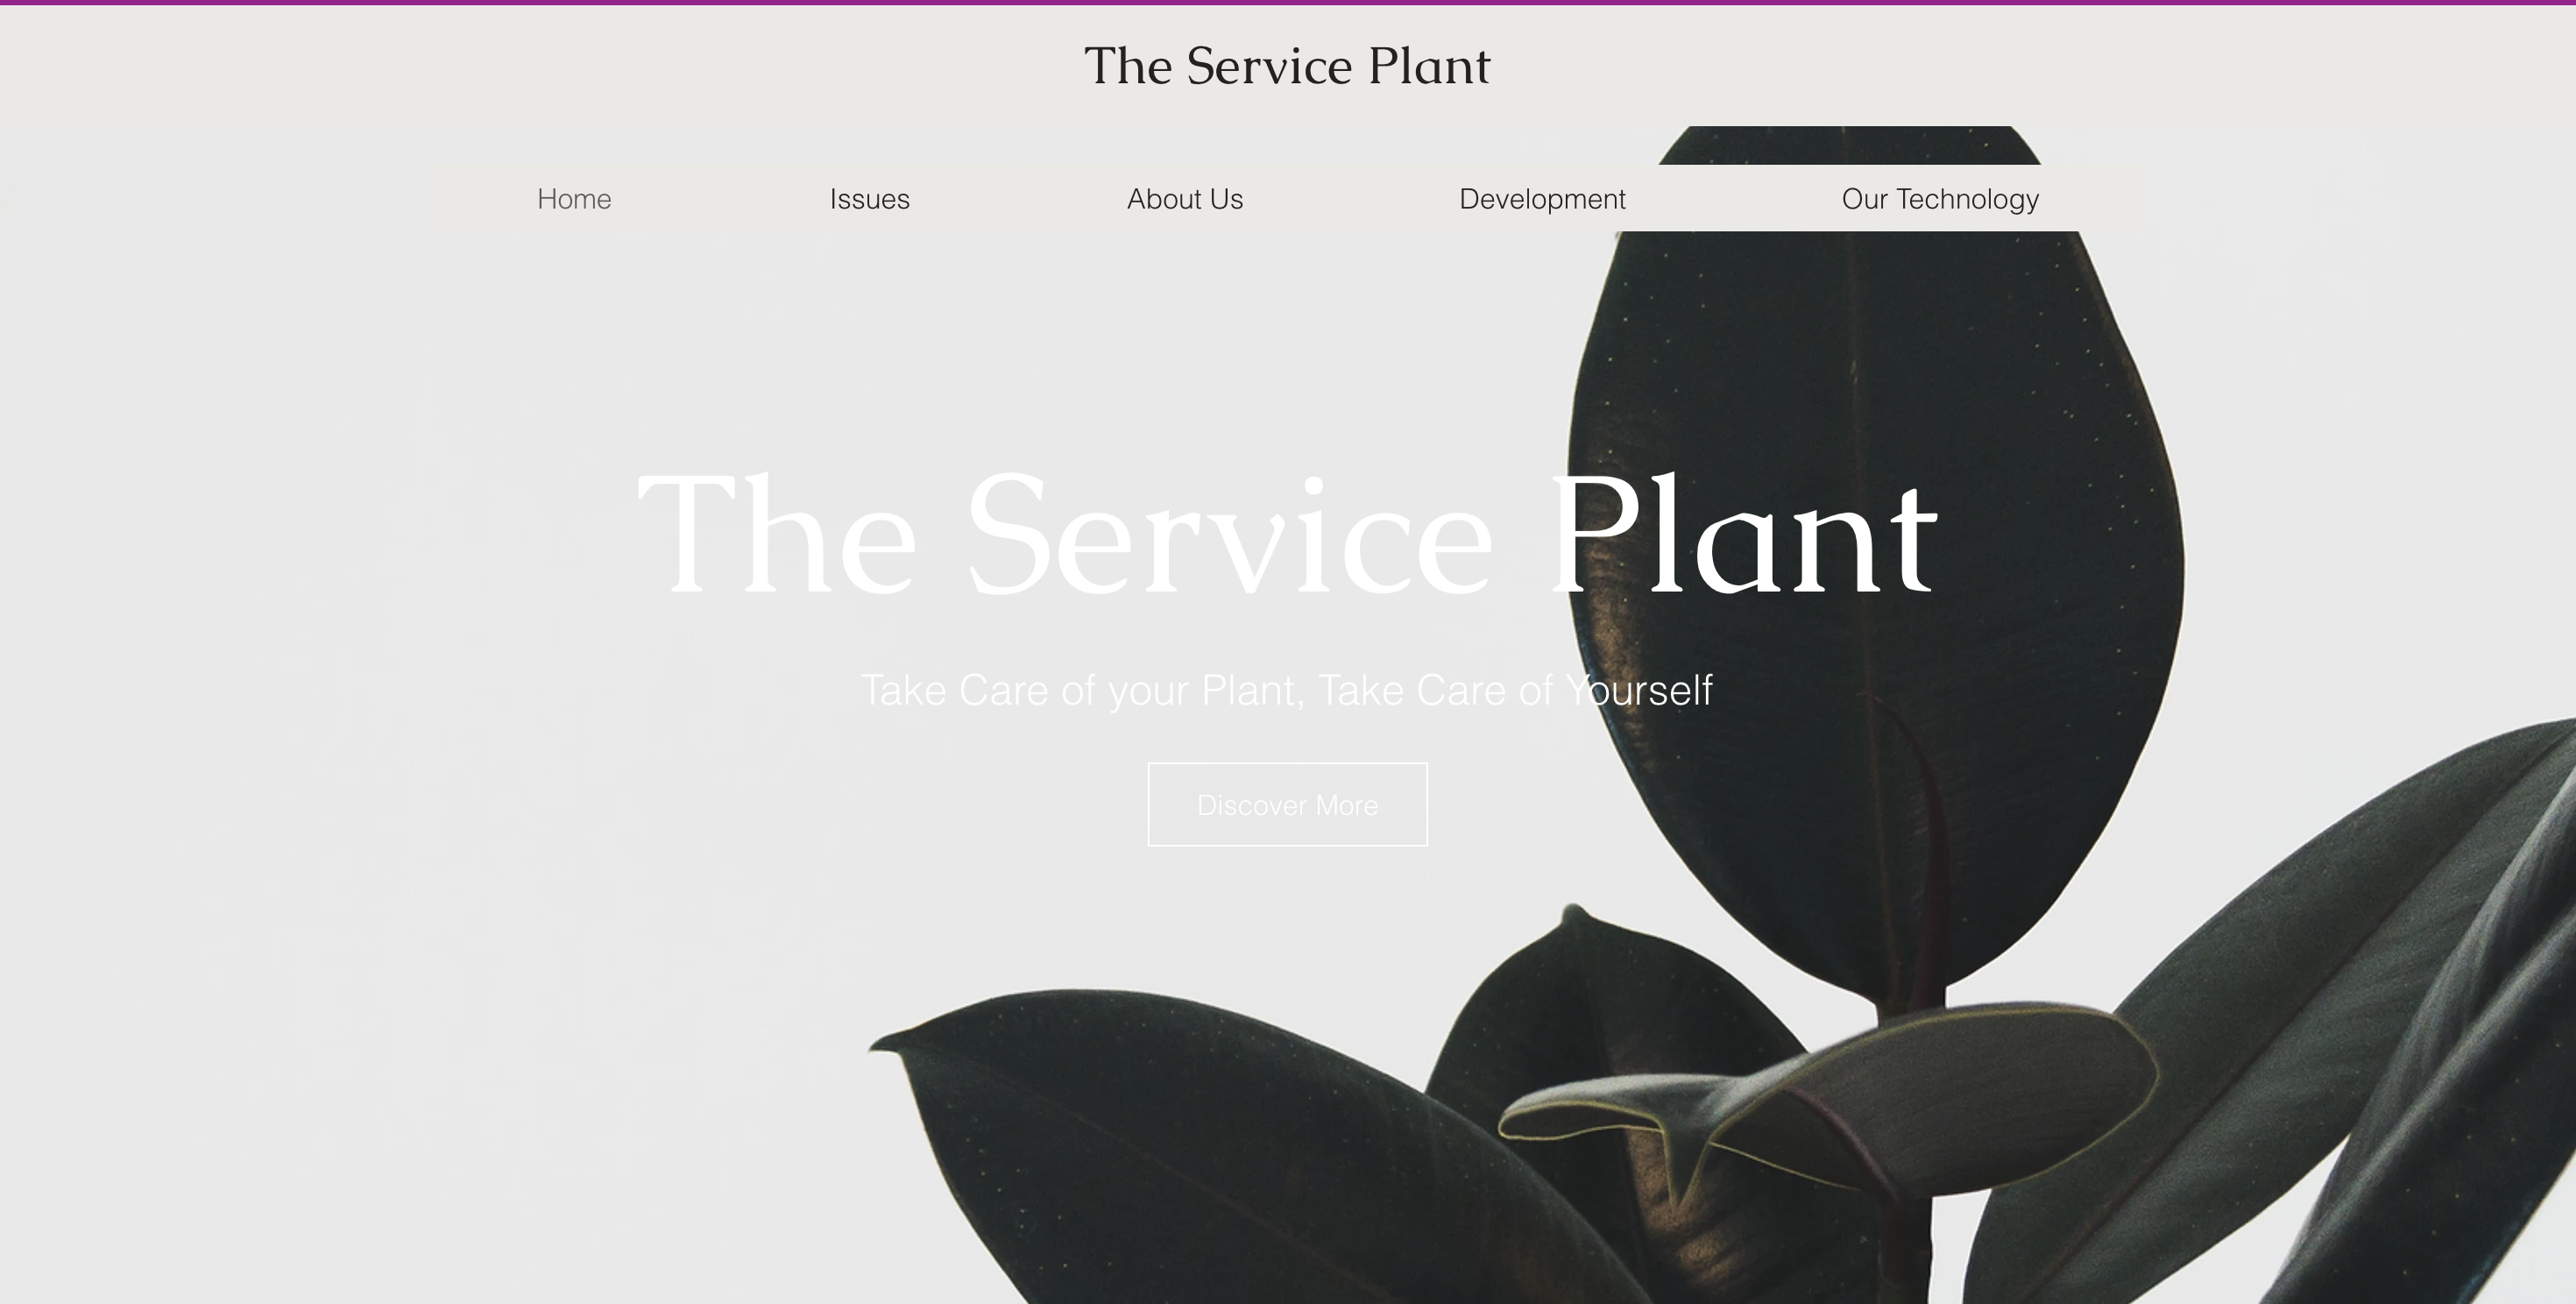 The Service Plant
Home Issues About Us Development Our Technology
The Service Plant
Take Care of your Plant, Take Care of Yourself
Discover More